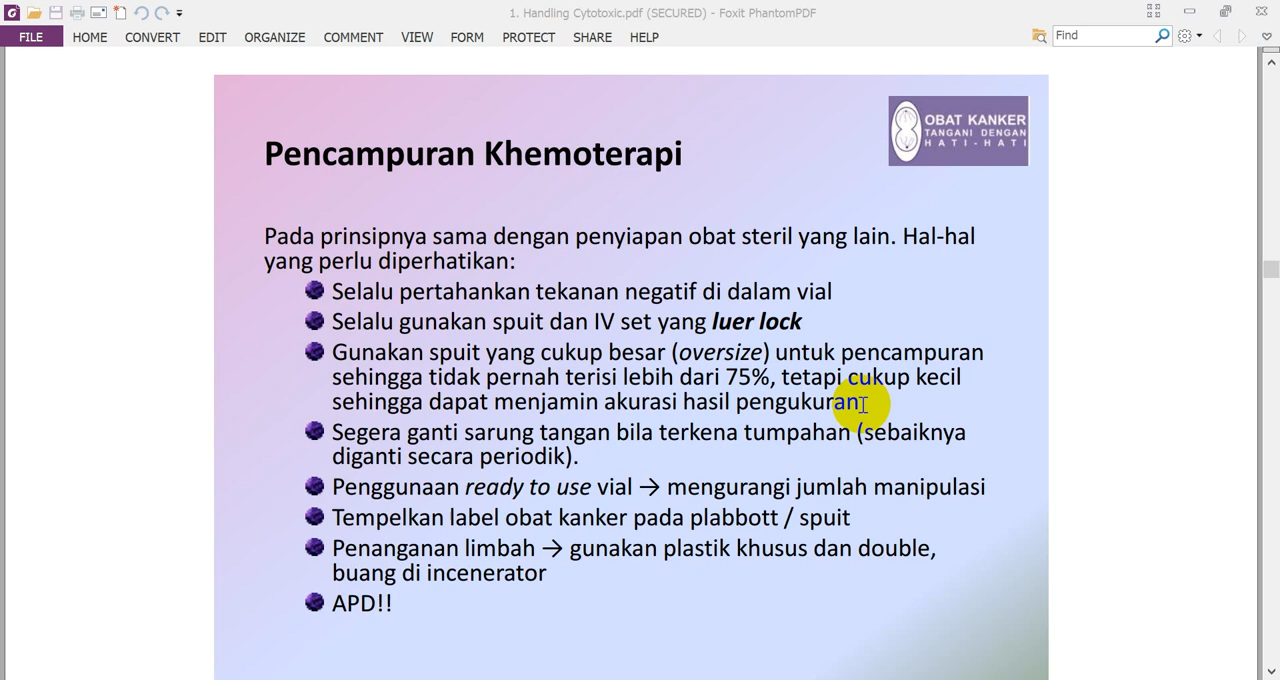 1. Handling Cytotoxic.pdf (SECURED) - Foxit PhantomPDF
FILE HOME CONVERT EDIT ORGANIZE COMMENT VIEW FORM PROTECT SHARE HELP
Find
OBAT KANKER
TANGANI DENGAN
HATI-HATI
Pencampuran Khemoterapi
Pada prinsipnya sama dengan penyiapan obat steril yang lain. Hal-hal
yang perlu diperhatikan:
Selalu pertahankan tekanan negatif di dalam vial
Selalu gunakan spuit dan IV set yang luer lock
Gunakan spuit yang cukup besar (oversize) untuk pencampuran
sehingga tidak pernah terisi lebih dari 75%, tetapi cukup kecil
sehingga dapat menjamin akurasi hasil pengukuran
Segera ganti sarung tangan bila terkena tumpahan (sebaiknya
diganti secara periodik).
Penggunaan ready to use vial → mengurangi jumlah manipulasi
Tempelkan label obat kanker pada plabbott / spuit
Penanganan limbah → gunakan plastik khusus dan double,
buang di incenerator
APD!!